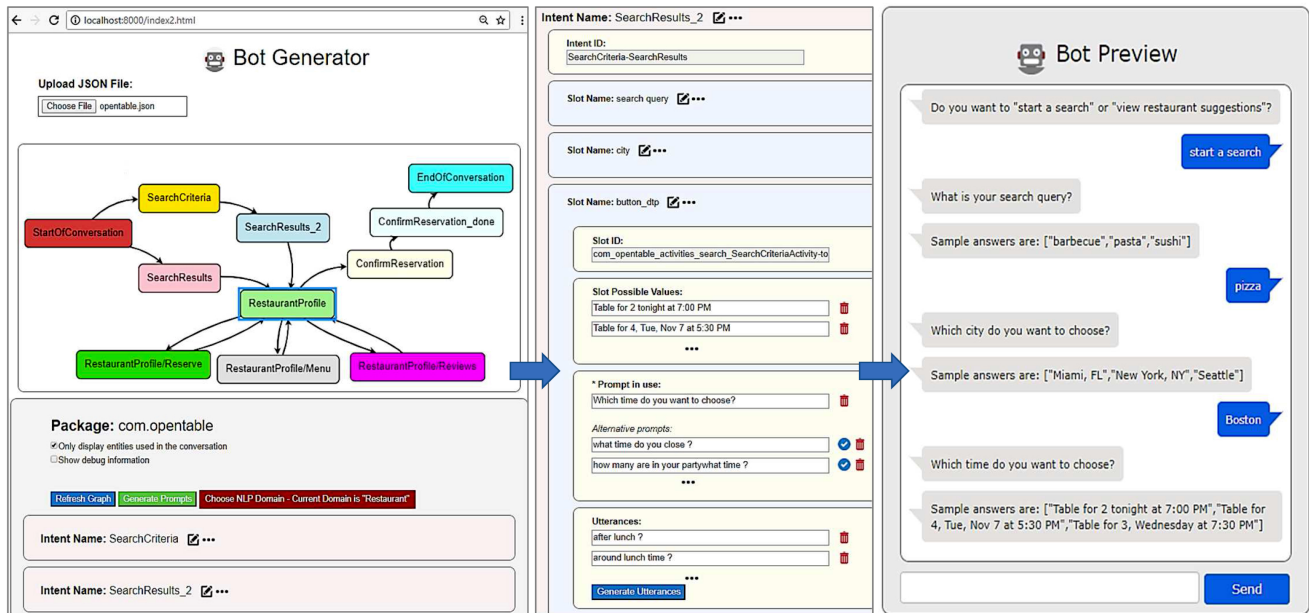 localhost:8000/index2.html
Bot Generator
Upload JSON File:
Choose File opentable.json
EndOfConversation
SearchCriteria
ConfirmReservation_done
SearchResults_2
StartOfConversation
ConfirmReservation
SearchResults
RestaurantProfile
RestaurantProfile/Reserve
RestaurantProfile/Menu
RestaurantProfile/Reviews
Package: com.opentable
Only display entities used in the conversation
Show debug information
Refresh Graph Generate Prompts Choose NLP Domain - Current Domain is "Restaurant"
Intent Name: SearchCriteria •••
Intent Name: SearchResults_2 •••
Intent Name: SearchResults_2 •••
Intent ID:
SearchCriteria-SearchResults
Slot Name: search query •••
Slot Name: city •••
Slot Name: button_dtp •••
Slot ID:
com_opentable_activities_search_SearchCriteriaActivity-to
Slot Possible Values:
Table for 2 tonight at 7:00 PM
Table for 4, Tue, Nov 7 at 5:30 PM
•••
* Prompt in use:
Which time do you want to choose?
Alternative prompts:
what time do you close ?
how many are in your partywhat time ?
•••
Utterances:
after lunch ?
around lunch time ?
•••
Generate Utterances
Bot Preview
Do you want to "start a search" or "view restaurant suggestions"?
start a search
What is your search query?
Sample answers are: ["barbecue","pasta","sushi"]
pizza
Which city do you want to choose?
Sample answers are: ["Miami, FL","New York, NY","Seattle"]
Boston
Which time do you want to choose?
Sample answers are: ["Table for 2 tonight at 7:00 PM","Table for
4, Tue, Nov 7 at 5:30 PM","Table for 3, Wednesday at 7:30 PM"]
Send